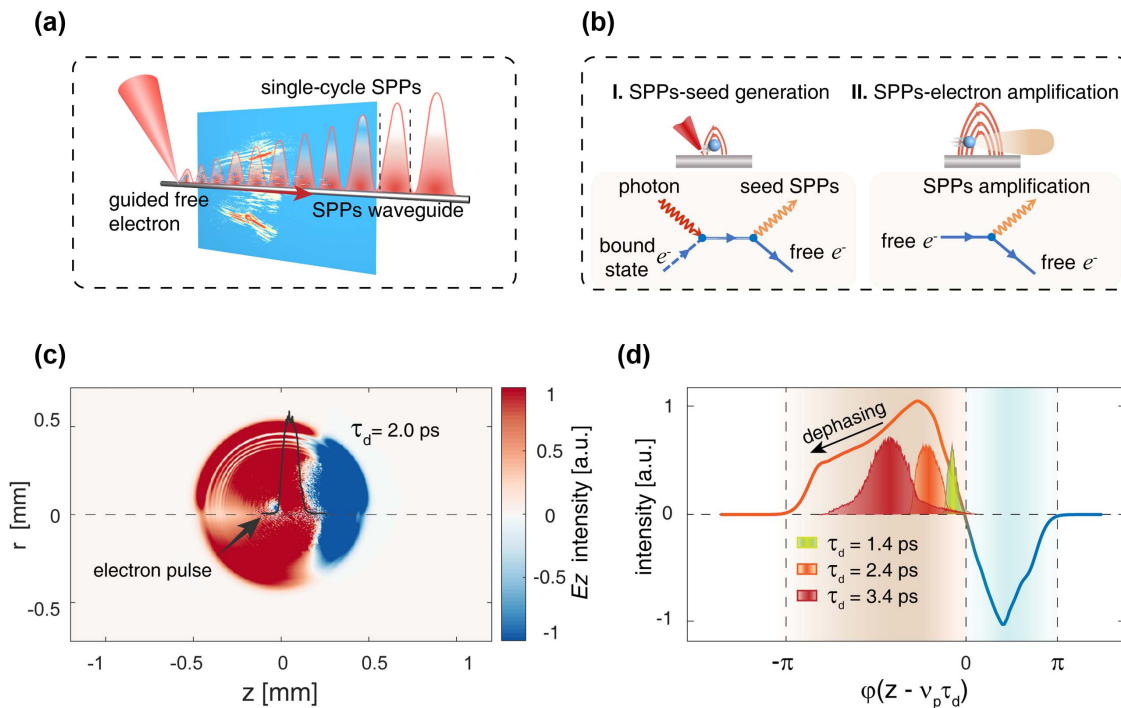 (a)
single-cycle SPPs
guided free
electron
SPPs waveguide
(b)
I. SPPs-seed generation
II. SPPs-electron amplification
photon
seed SPPs
bound
state
e-
free e-
SPPs amplification
free e-
free e-
(c)
r [mm]
0.5
0
-0.5
τd= 2.0 ps
electron pulse
-1
-0.5
0
0.5
1
z [mm]
1
0.5
0
-0.5
-1
Ez intensity [a.u.]
(d)
intensity [a.u.]
1
0
-1
dephasing
τd = 1.4 ps
τd = 2.4 ps
τd = 3.4 ps
-π
0
π
φ(z - νpτd)